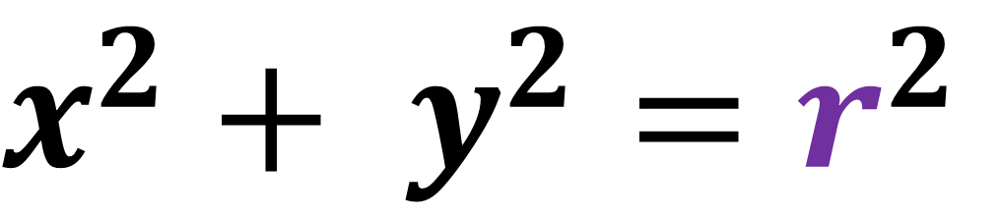 x² + y² = r²